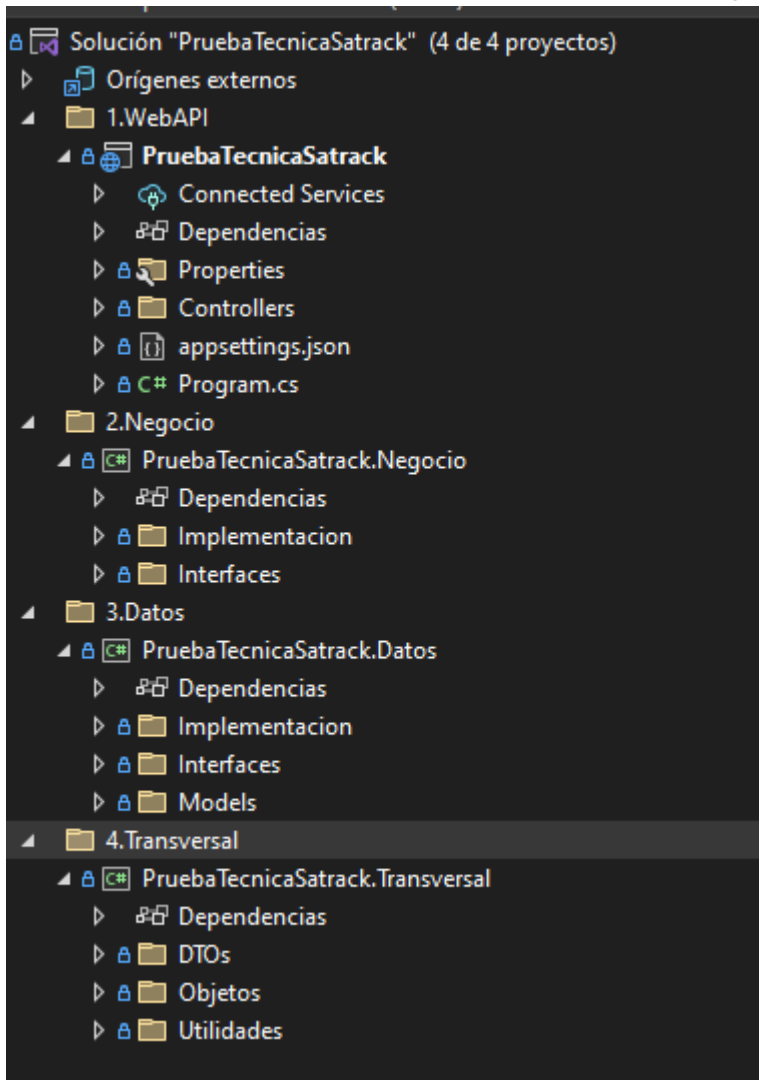 Solución "PruebaTecnicaSatrack" (4 de 4 proyectos)
Orígenes externos
1.WebAPI
PruebaTecnicaSatrack
Connected Services
Dependencias
Properties
Controllers
appsettings.json
C# Program.cs
2.Negocio
C# PruebaTecnicaSatrack.Negocio
Dependencias
Implementacion
Interfaces
3.Datos
C# PruebaTecnicaSatrack.Datos
Dependencias
Implementacion
Interfaces
Models
4.Transversal
C# PruebaTecnicaSatrack.Transversal
Dependencias
DTOs
Objetos
Utilidades